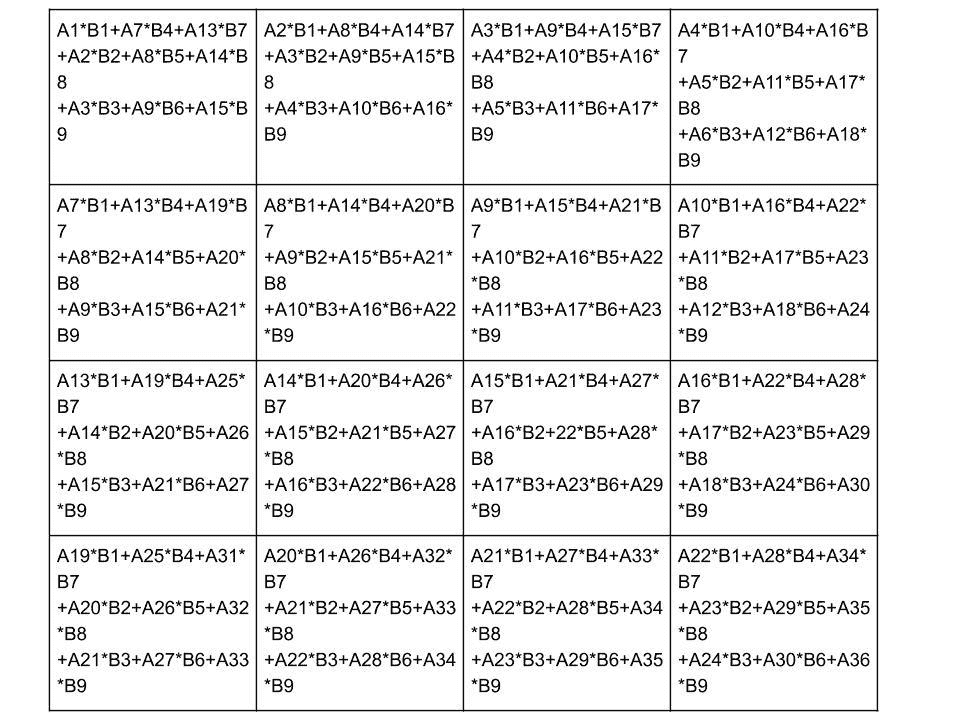 A1*B1+A7*B4+A13*B7
+A2*B2+A8*B5+A14*B
8
+A3*B3+A9*B6+A15*B
9
A2*B1+A8*B4+A14*B7
+A3*B2+A9*B5+A15*B
8
+A4*B3+A10*B6+A16*
B9
A3*B1+A9*B4+A15*B7
+A4*B2+A10*B5+A16*
B8
+A5*B3+A11*B6+A17*
B9
A4*B1+A10*B4+A16*B
7
+A5*B2+A11*B5+A17*
B8
+A6*B3+A12*B6+A18*
B9
A7*B1+A13*B4+A19*B
7
+A8*B2+A14*B5+A20*
B8
+A9*B3+A15*B6+A21*
B9
A8*B1+A14*B4+A20*B
7
+A9*B2+A15*B5+A21*
B8
+A10*B3+A16*B6+A22
*B9
A9*B1+A15*B4+A21*B
7
+A10*B2+A16*B5+A22
*B8
+A11*B3+A17*B6+A23
*B9
A10*B1+A16*B4+A22*
B7
+A11*B2+A17*B5+A23
*B8
+A12*B3+A18*B6+A24
*B9
A13*B1+A19*B4+A25*
B7
+A14*B2+A20*B5+A26
*B8
+A15*B3+A21*B6+A27
*B9
A14*B1+A20*B4+A26*
B7
+A15*B2+A21*B5+A27
*B8
+A16*B3+A22*B6+A28
*B9
A15*B1+A21*B4+A27*
B7
+A16*B2+22*B5+A28*
B8
+A17*B3+A23*B6+A29
*B9
A16*B1+A22*B4+A28*
B7
+A17*B2+A23*B5+A29
*B8
+A18*B3+A24*B6+A30
*B9
A19*B1+A25*B4+A31*
B7
+A20*B2+A26*B5+A32
*B8
+A21*B3+A27*B6+A33
*B9
A20*B1+A26*B4+A32*
B7
+A21*B2+A27*B5+A33
*B8
+A22*B3+A28*B6+A34
*B9
A21*B1+A27*B4+A33*
B7
+A22*B2+A28*B5+A34
*B8
+A23*B3+A29*B6+A35
*B9
A22*B1+A28*B4+A34*
B7
+A23*B2+A29*B5+A35
*B8
+A24*B3+A30*B6+A36
*B9